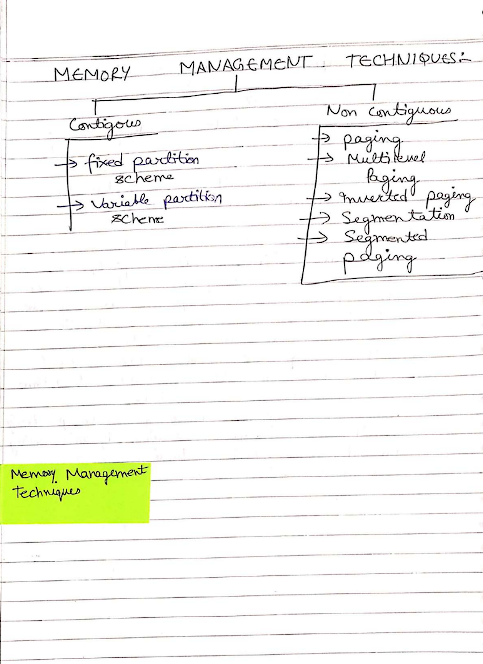 MEMORY MANAGEMENT TECHNIQUES:-
Contigous
→ fixed partition
scheme
→ Variable partition
scheme
Non Contiguous
→ paging
→ Multilevel
Paging
→ Inverted paging
→ Segmentation
→ Segmented
paging
Memory Management
Techniques